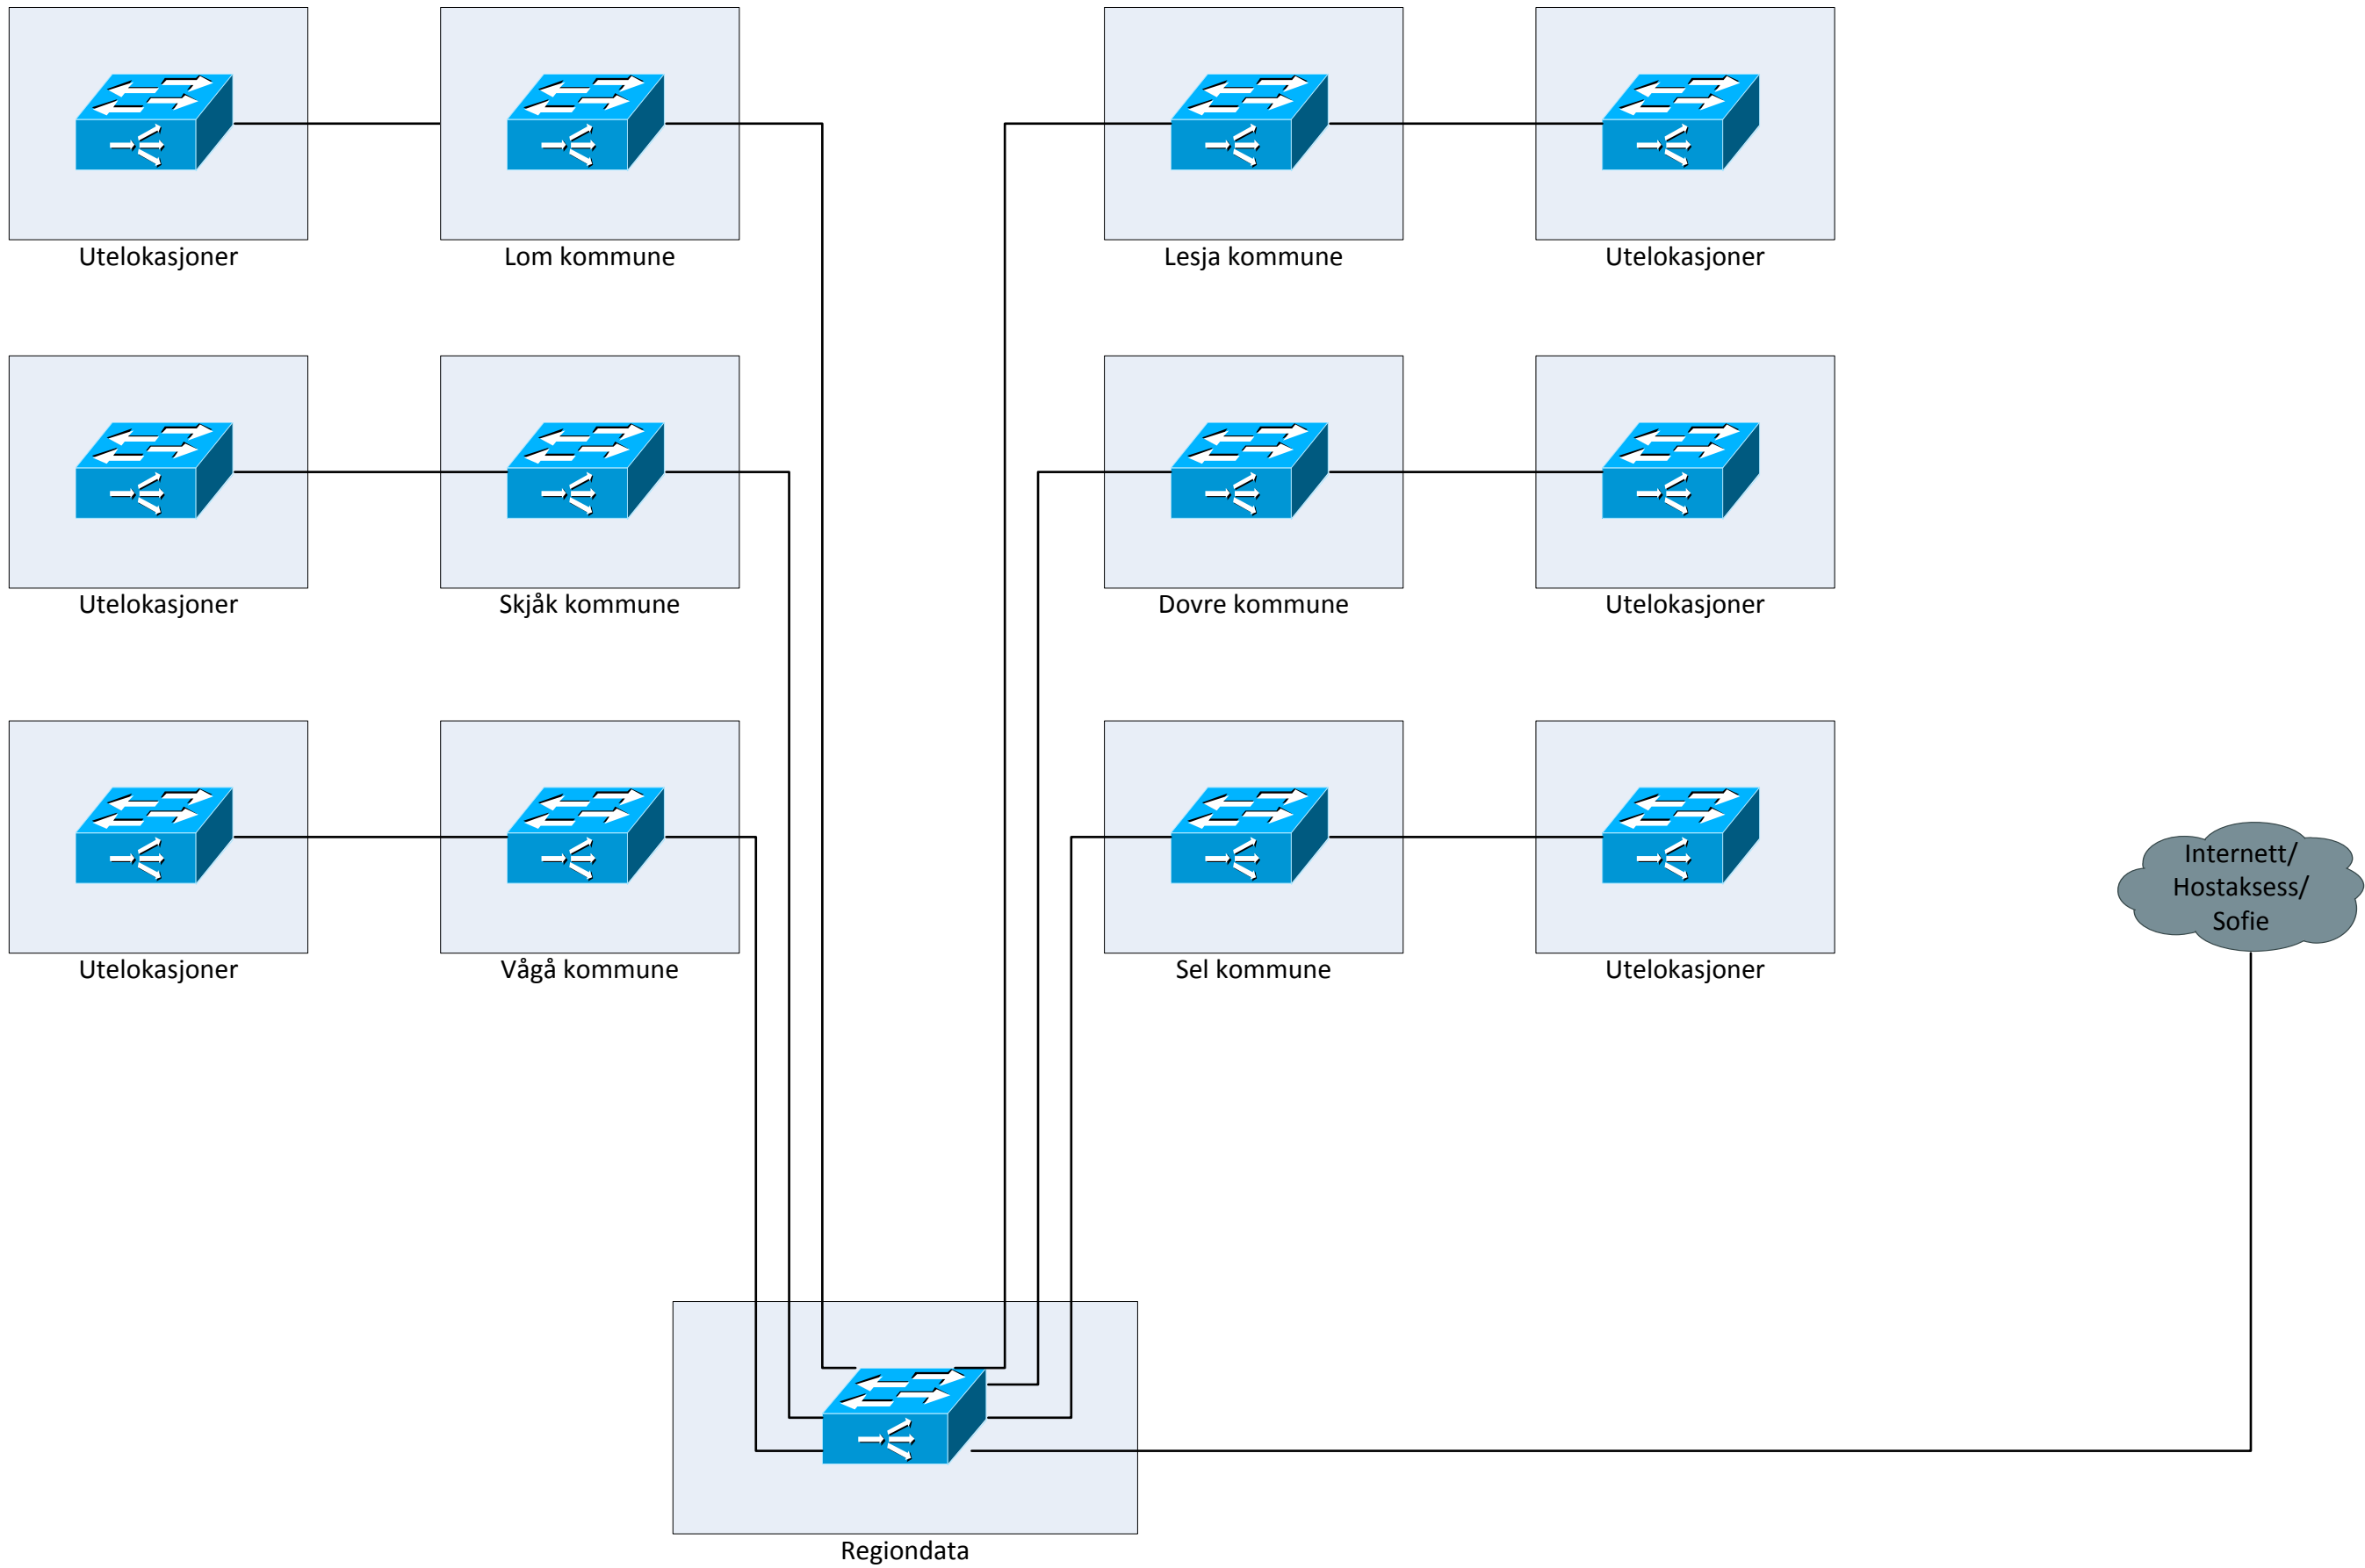 Utelokasjoner
Lom kommune
Lesja kommune
Utelokasjoner
Utelokasjoner
Skjåk kommune
Dovre kommune
Utelokasjoner
Utelokasjoner
Vågå kommune
Sel kommune
Utelokasjoner
Internett/
Hostaksess/
Sofie
Regiondata